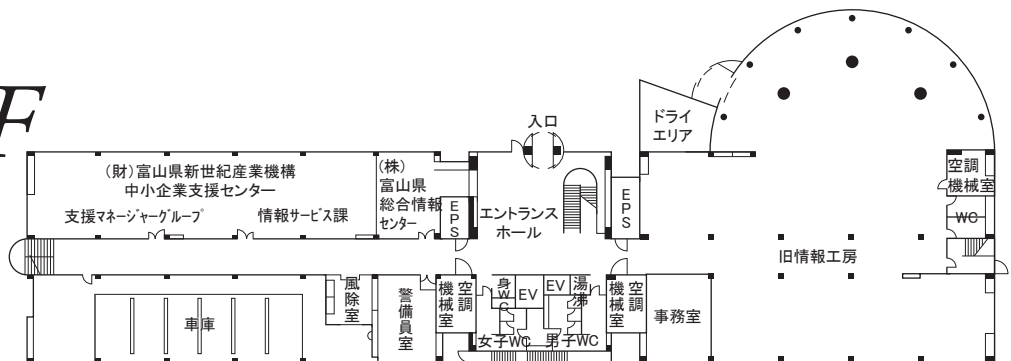 F
入口
ドライ
エリア
(財)富山県新世紀産業機構
中小企業支援センター
支援マネージャーグループ
情報サービス課
(株)
富山県
総合情報
センター
EPS
エントランス
ホール
EPS
空調
機械室
WC
旧情報工房
風除室
車庫
警備員室
空調
機械室
身WC
EV
EV
湯沸
女子WC
男子WC
空調
機械室
事務室